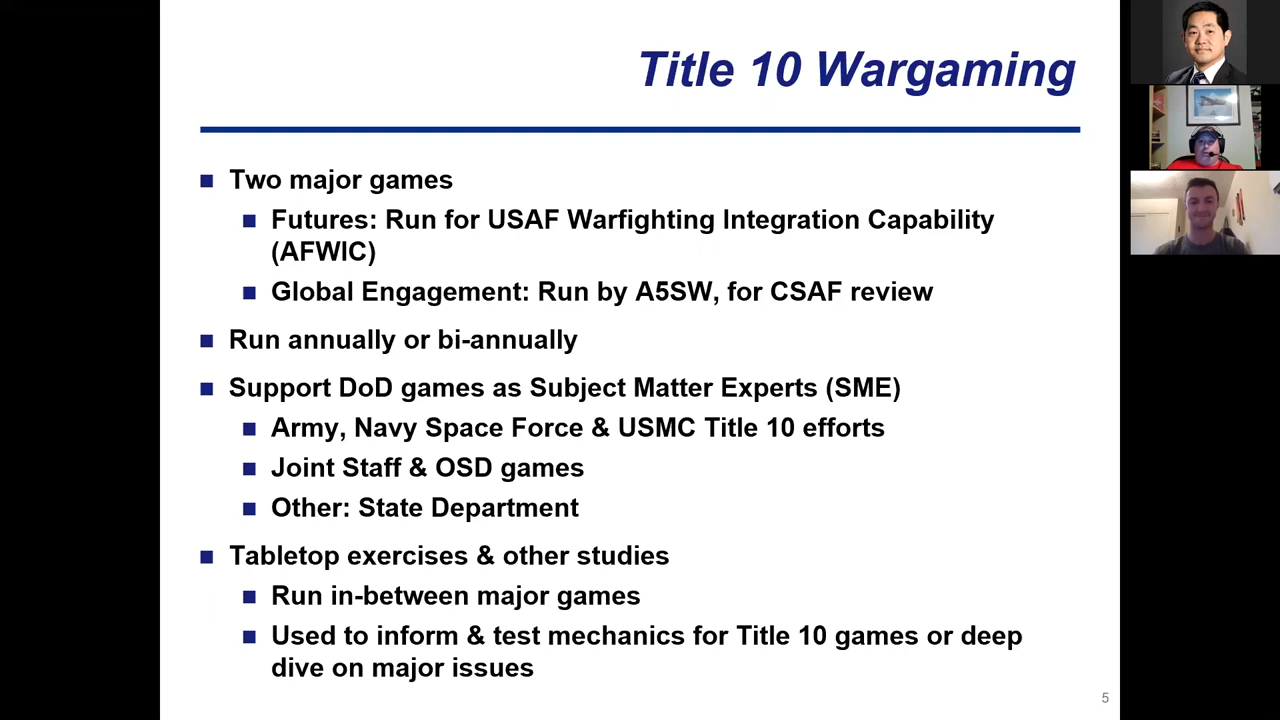 Title 10 Wargaming
Two major games
Futures: Run for USAF Warfighting Integration Capability
(AFWIC)
Global Engagement: Run by A5SW, for CSAF review
Run annually or bi-annually
Support DoD games as Subject Matter Experts (SME)
Army, Navy Space Force & USMC Title 10 efforts
Joint Staff & OSD games
Other: State Department
Tabletop exercises & other studies
Run in-between major games
Used to inform & test mechanics for Title 10 games or deep
dive on major issues
5